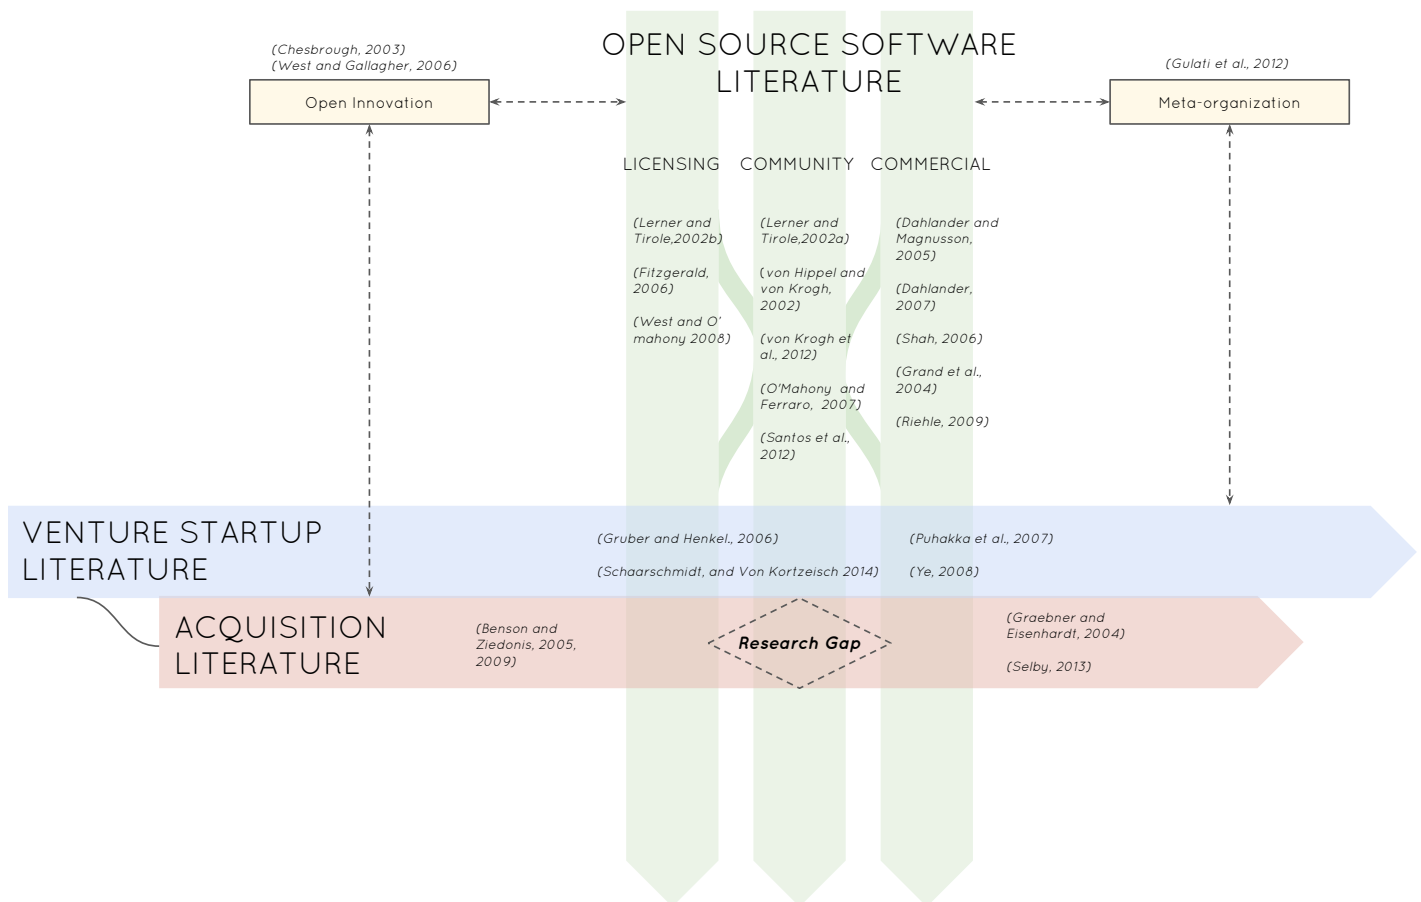 (Chesbrough, 2003)
(West and Gallagher, 2006)
Open Innovation
OPEN SOURCE SOFTWARE
LITERATURE
(Gulati et al., 2012)
Meta-organization
LICENSING
(Lerner and
Tirole,2002b)
(Fitzgerald,
2006)
(West and O'
mahony 2008)
COMMUNITY
(Lerner and
Tirole,2002a)
(von Hippel and
von Krogh,
2002)
(von Krogh et
al., 2012)
(O'Mahony and
Ferraro, 2007)
(Santos et al.,
2012)
COMMERCIAL
(Dahlander and
Magnusson,
2005)
(Dahlander,
2007)
(Shah, 2006)
(Grand et al.,
2004)
(Riehle, 2009)
VENTURE STARTUP
LITERATURE
(Gruber and Henkel., 2006)
(Schaarschmidt, and Von Kortzeisch 2014)
(Puhakka et al., 2007)
(Ye, 2008)
ACQUISITION
LITERATURE
(Benson and
Ziedonis, 2005,
2009)
Research Gap
(Graebner and
Eisenhardt, 2004)
(Selby, 2013)